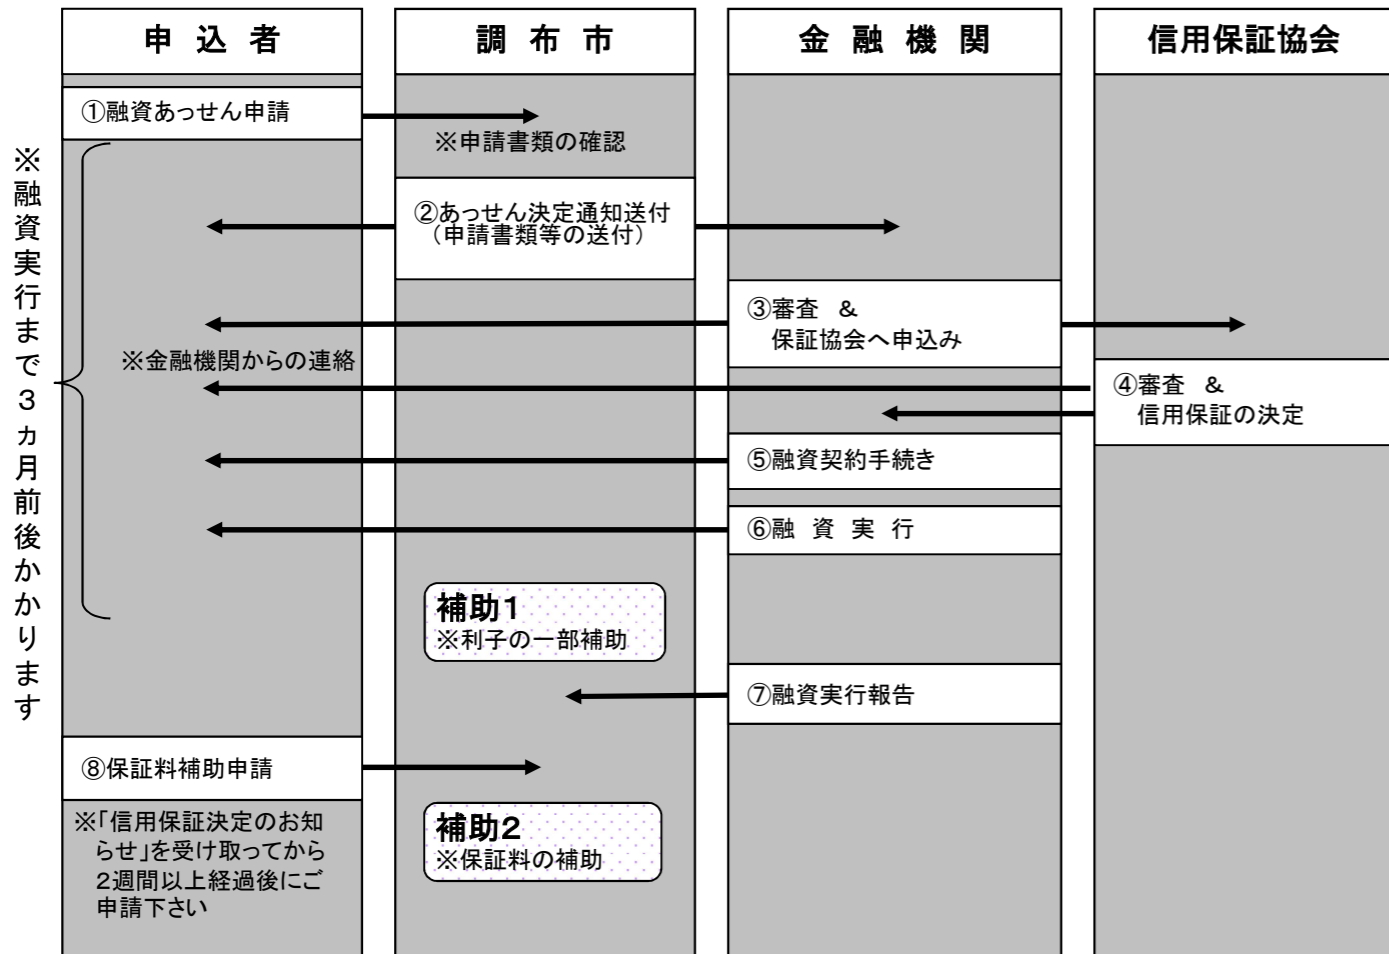 申 込 者
調 布 市
金 融 機 関
信用保証協会
①融資あっせん申請
※申請書類の確認
※融資実行まで３ヵ月前後かかります
②あっせん決定通知送付
（申請書類等の送付）
③審査 ＆
保証協会へ申込み
※金融機関からの連絡
④審査 ＆
信用保証の決定
⑤融資契約手続き
⑥融 資 実 行
補助１
※利子の一部補助
⑦融資実行報告
⑧保証料補助申請
※「信用保証決定のお知
らせ」を受け取ってから
２週間以上経過後にご
申請下さい
補助２
※保証料の補助